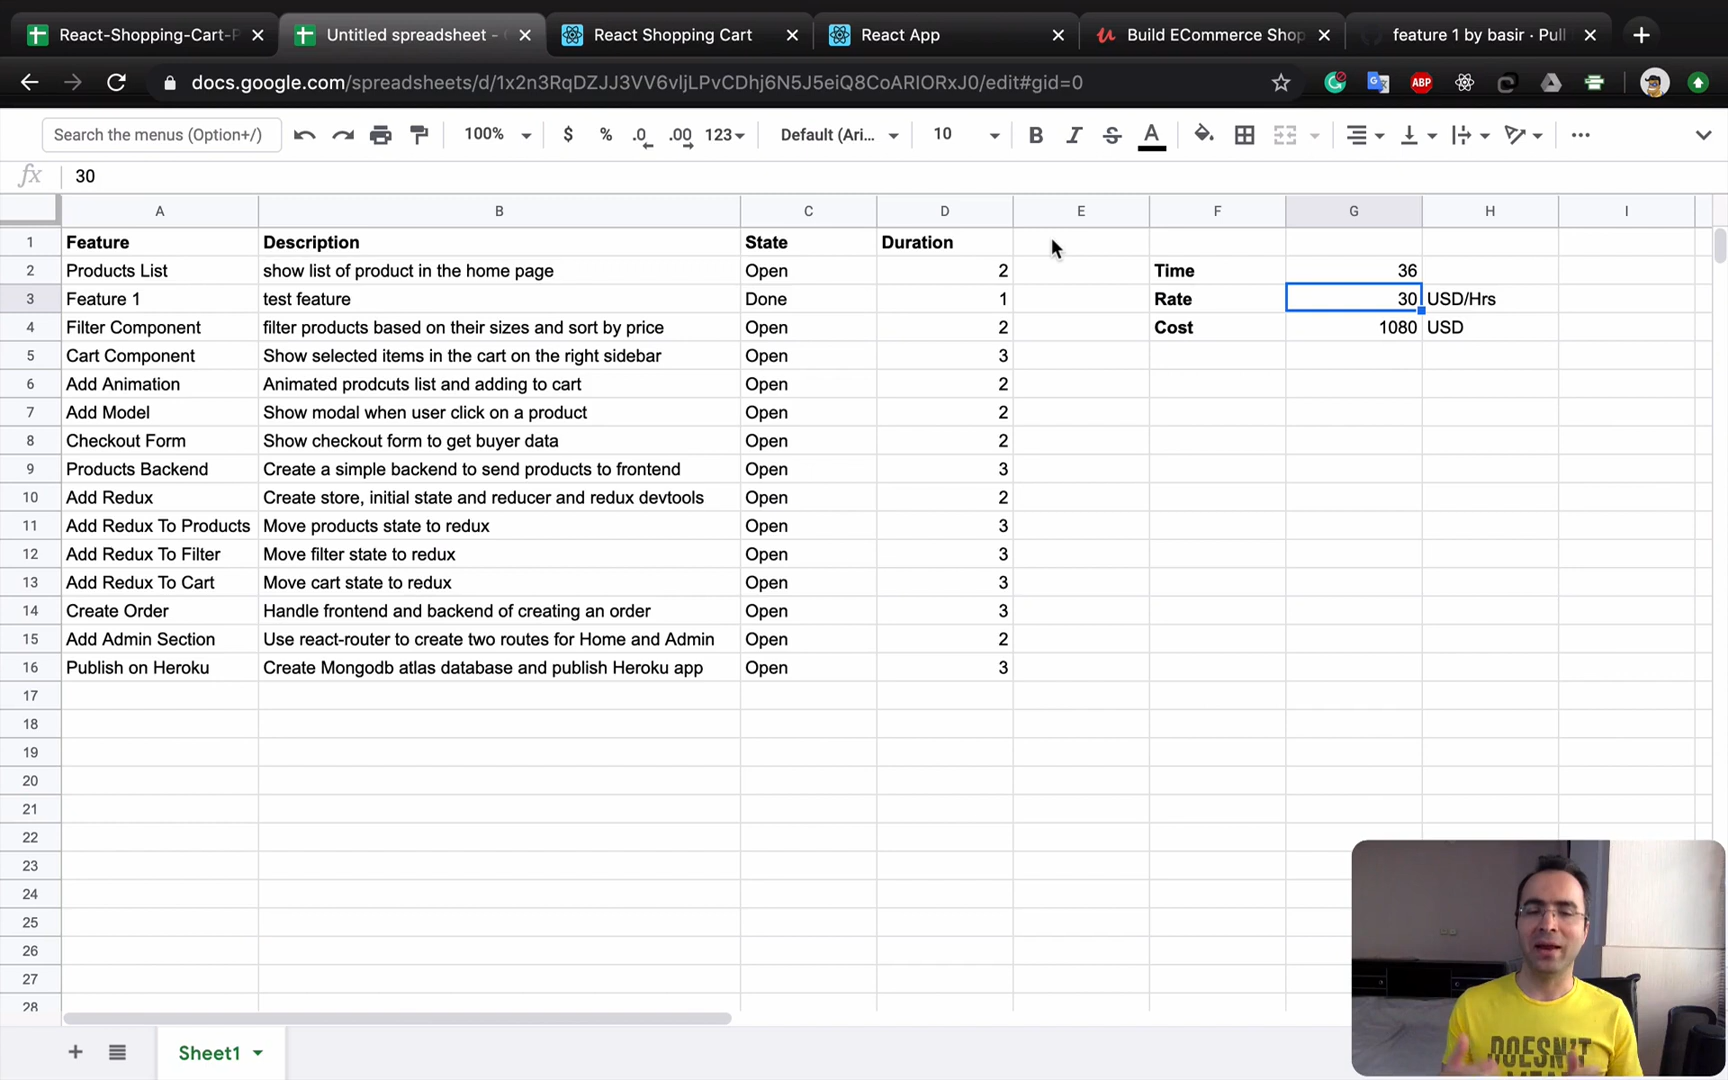 React-Shopping-Cart-P
Untitled spreadsheet -
React Shopping Cart
React App
Build ECommerce Shop
feature 1 by basir · Pull
docs.google.com/spreadsheets/d/1x2n3RqDZJJ3VV6vljLPvCDhj6N5J5eiQ8CoARlORxJ0/edit#gid=0
ABP
Search the menus (Option+/) 100% $ % .0 .00 123 Default (Ari... 10 B I S A
fx 30
A B C D E F G H I
1 Feature Description State Duration
2 Products List show list of product in the home page Open 2 Time 36
3 Feature 1 test feature Done 1 Rate 30 USD/Hrs
4 Filter Component filter products based on their sizes and sort by price Open 2 Cost 1080 USD
5 Cart Component Show selected items in the cart on the right sidebar Open 3
6 Add Animation Animated prodcuts list and adding to cart Open 2
7 Add Model Show modal when user click on a product Open 2
8 Checkout Form Show checkout form to get buyer data Open 2
9 Products Backend Create a simple backend to send products to frontend Open 3
10 Add Redux Create store, initial state and reducer and redux devtools Open 2
11 Add Redux To Products Move products state to redux Open 3
12 Add Redux To Filter Move filter state to redux Open 3
13 Add Redux To Cart Move cart state to redux Open 3
14 Create Order Handle frontend and backend of creating an order Open 3
15 Add Admin Section Use react-router to create two routes for Home and Admin Open 2
16 Publish on Heroku Create Mongodb atlas database and publish Heroku app Open 3
17
18
19
20
21
22
23
24
25
26
27
28
DOESN'T
Sheet1